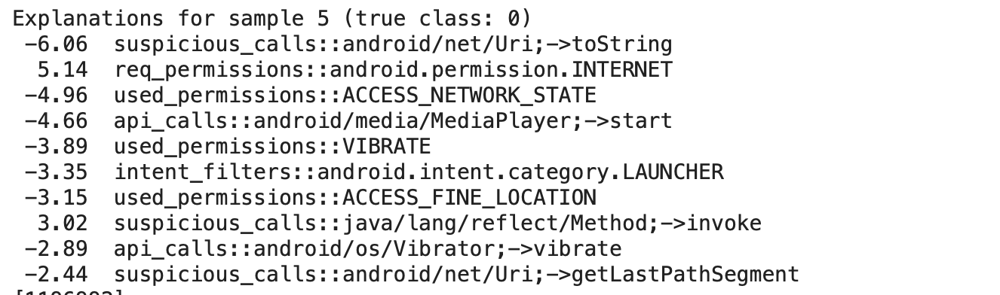 Explanations for sample 5 (true class: 0)
-6.06 suspicious_calls::android/net/Uri;->toString
5.14 req_permissions::android.permission.INTERNET
-4.96 used_permissions::ACCESS_NETWORK_STATE
-4.66 api_calls::android/media/MediaPlayer;->start
-3.89 used_permissions::VIBRATE
-3.35 intent_filters::android.intent.category.LAUNCHER
-3.15 used_permissions::ACCESS_FINE_LOCATION
3.02 suspicious_calls::java/lang/reflect/Method;->invoke
-2.89 api_calls::android/os/Vibrator;->vibrate
-2.44 suspicious_calls::android/net/Uri;->getLastPathSegment